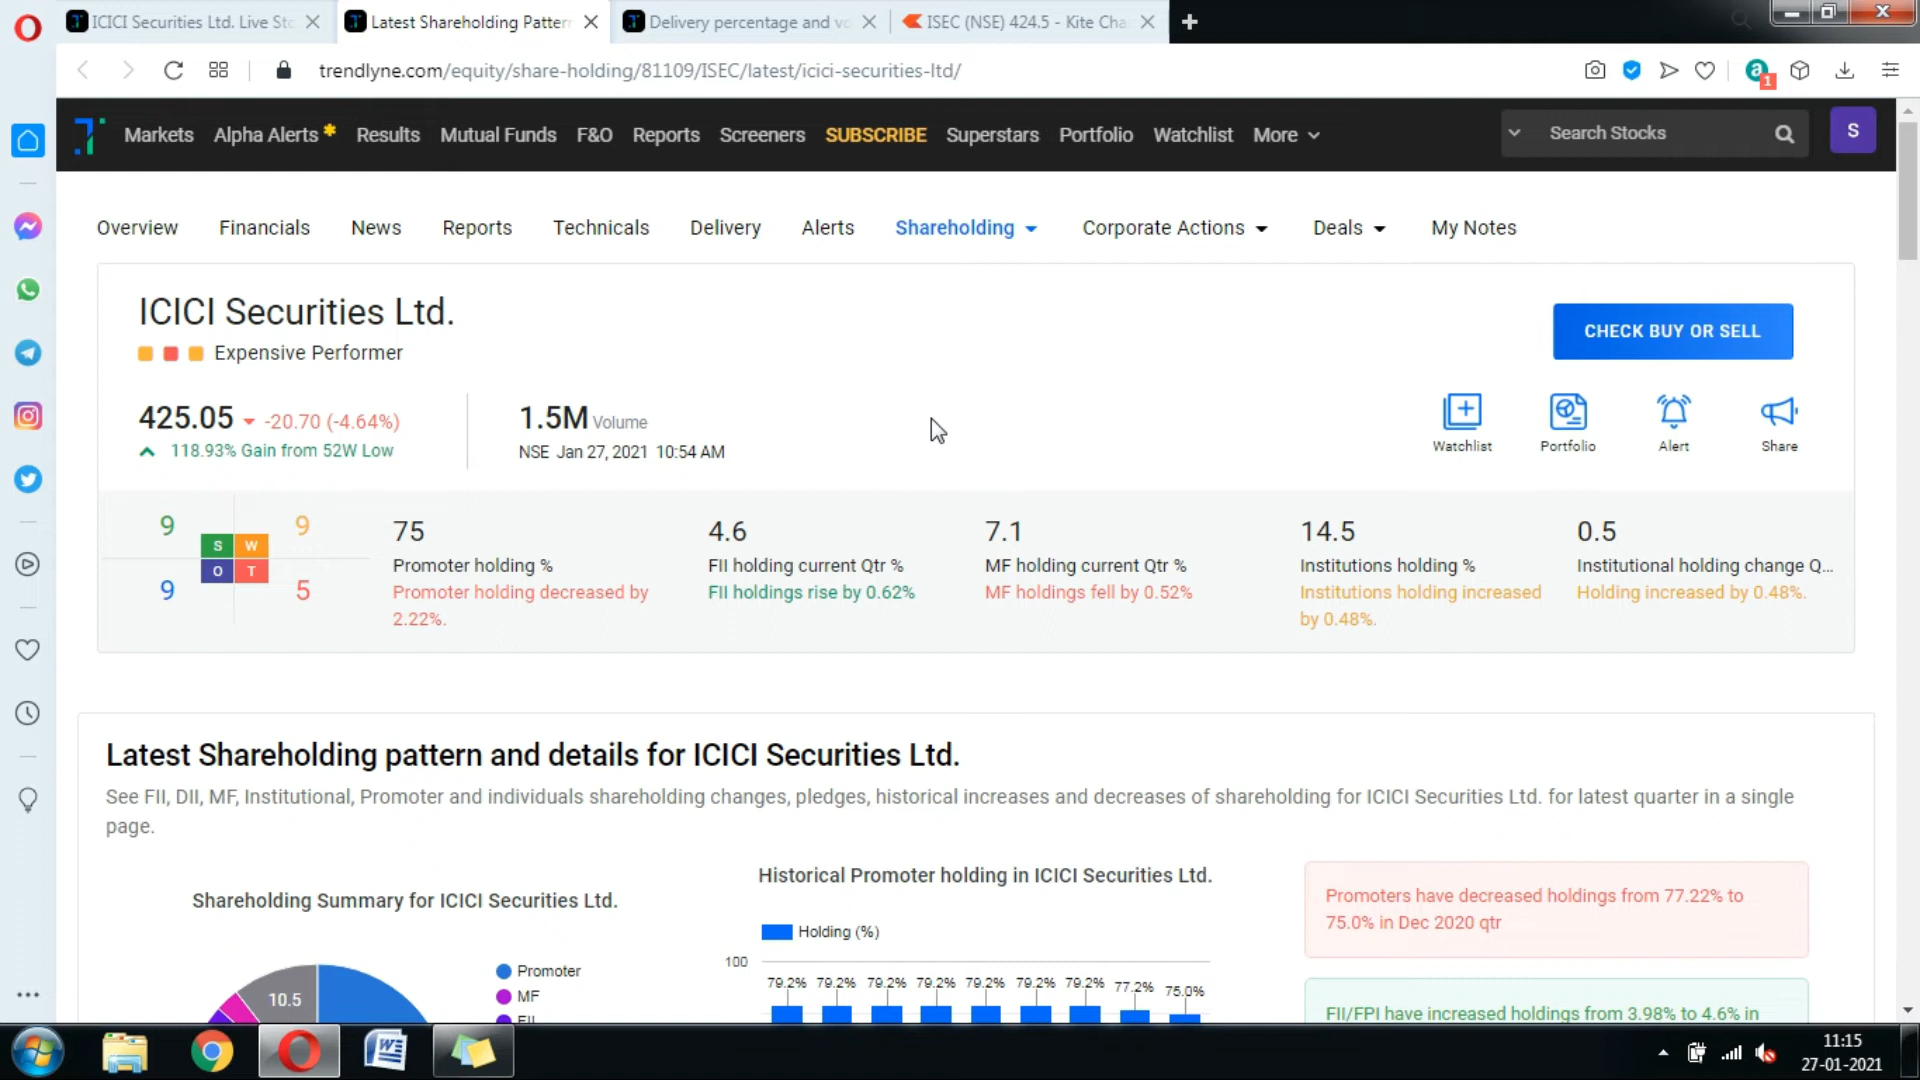 ICICI Securities Ltd. Live Sto
Latest Shareholding Pattern
Delivery percentage and vo
ISEC (NSE) 424.5 - Kite Cha
trendlyne.com/equity/share-holding/81109/ISEC/latest/icici-securities-ltd/
a
1
Markets Alpha Alerts Results Mutual Funds F&O Reports Screeners SUBSCRIBE Superstars Portfolio Watchlist More
Search Stocks
S
Overview Financials News Reports Technicals Delivery Alerts Shareholding Corporate Actions Deals My Notes
ICICI Securities Ltd.
Expensive Performer
CHECK BUY OR SELL
425.05 -20.70 (-4.64%)
118.93% Gain from 52W Low
1.5M Volume
NSE Jan 27, 2021 10:54 AM
Watchlist
Portfolio
Alert
Share
9 9
S W
O T
9 5
75
Promoter holding %
Promoter holding decreased by
2.22%.
4.6
FII holding current Qtr %
FII holdings rise by 0.62%
7.1
MF holding current Qtr %
MF holdings fell by 0.52%
14.5
Institutions holding %
Institutions holding increased
by 0.48%.
0.5
Institutional holding change Q...
Holding increased by 0.48%.
Latest Shareholding pattern and details for ICICI Securities Ltd.
See FII, DII, MF, Institutional, Promoter and individuals shareholding changes, pledges, historical increases and decreases of shareholding for ICICI Securities Ltd. for latest quarter in a single
page.
Shareholding Summary for ICICI Securities Ltd.
10.5
Promoter
MF
FII
Historical Promoter holding in ICICI Securities Ltd.
Holding (%)
100
79.2% 79.2% 79.2% 79.2% 79.2% 79.2% 79.2% 77.2% 75.0%
Promoters have decreased holdings from 77.22% to
75.0% in Dec 2020 qtr
FII/FPI have increased holdings from 3.98% to 4.6% in
11:15
27-01-2021